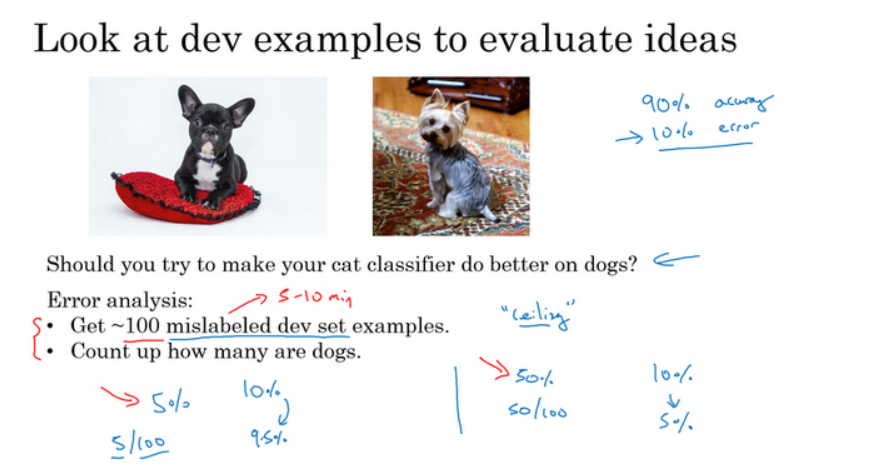 Look at dev examples to evaluate ideas
90% accuracy
→ 10% error
Should you try to make your cat classifier do better on dogs? ←
Error analysis:
→ 5-10 min
"ceiling"
• Get ~100 mislabeled dev set examples.
• Count up how many are dogs.
→ 5%
10%
5/100
9.5%
→ 50%
10%
50/100
↓
5%